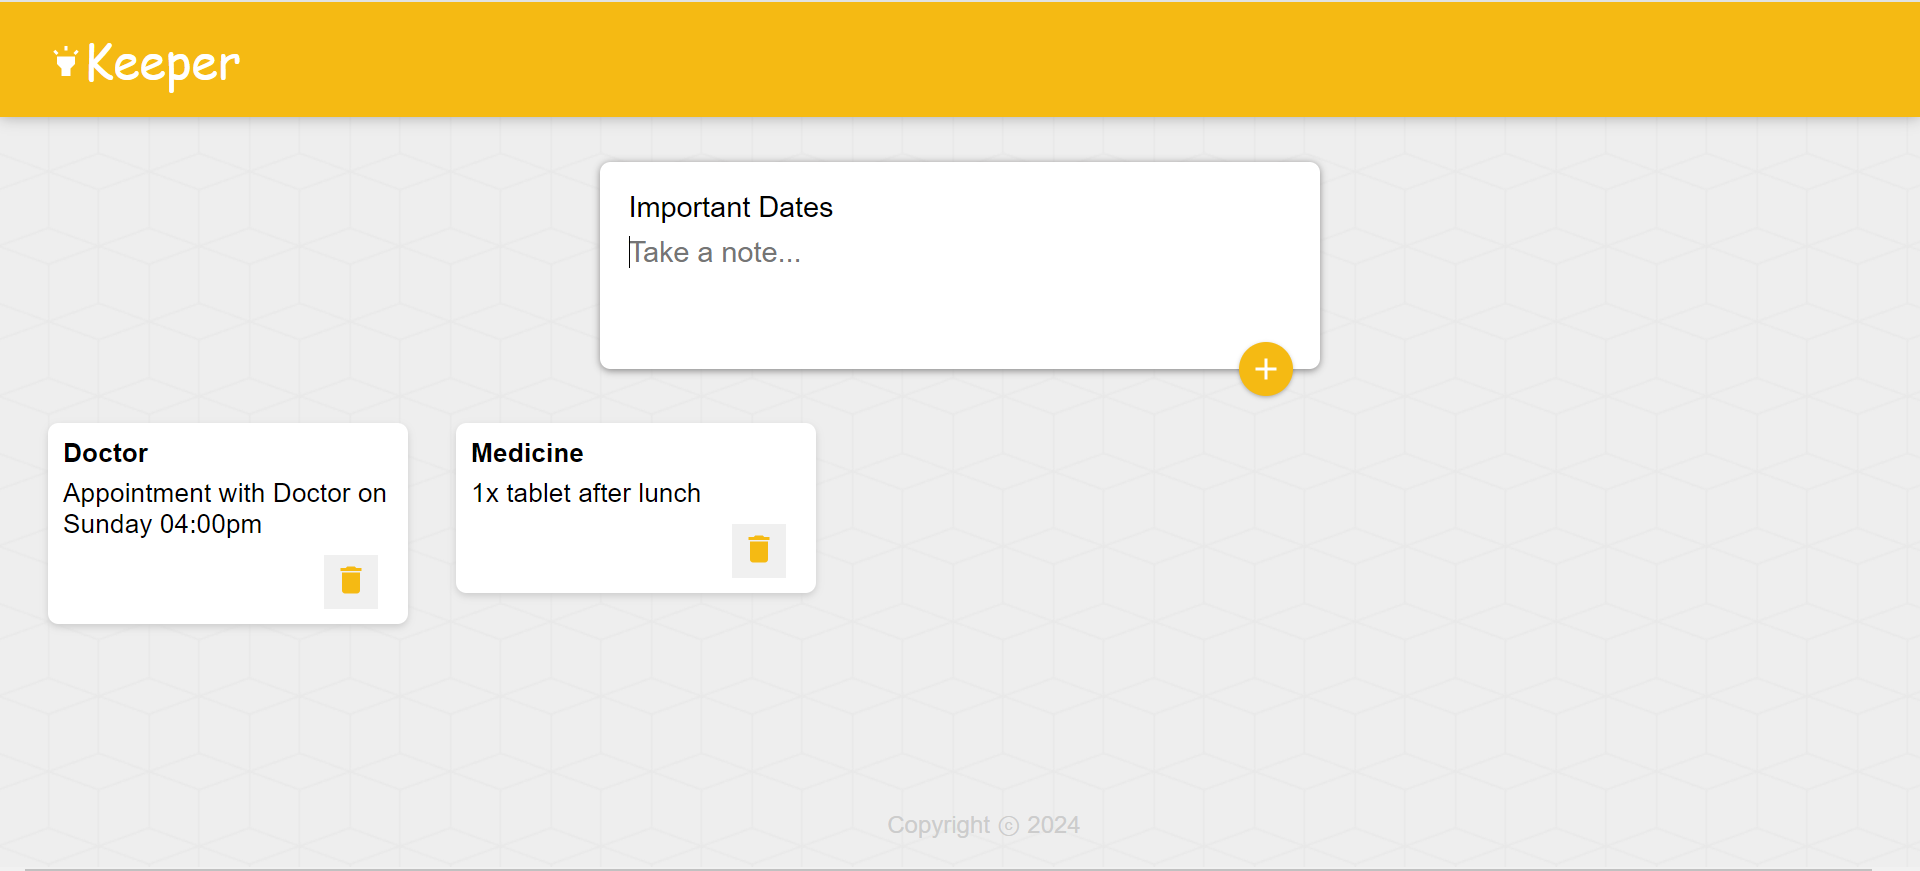 Keeper
Important Dates
Take a note...
Doctor
Appointment with Doctor on
Sunday 04:00pm
Medicine
1x tablet after lunch
Copyright ⓒ 2024